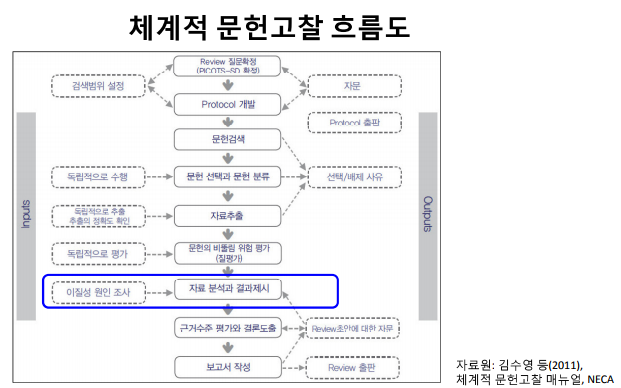 체계적 문헌고찰 흐름도
Review 질문확정
(PICOTS-SD 확정)
검색범위 설정
자문
Protocol 개발
Protocol 출판
문헌검색
Inputs
Outputs
독립적으로 수행
문헌 선택과 문헌 분류
선택/배제 사유
독립적으로 추출
추출의 정확도 확인
자료추출
독립적으로 평가
문헌의 비뚤림 위험 평가
(질평가)
이질성 원인 조사
자료 분석과 결과제시
근거수준 평가와 결론도출
Review초안에 대한 자문
보고서 작성
Review 출판
자료원: 김수영 등(2011),
체계적 문헌고찰 매뉴얼, NECA